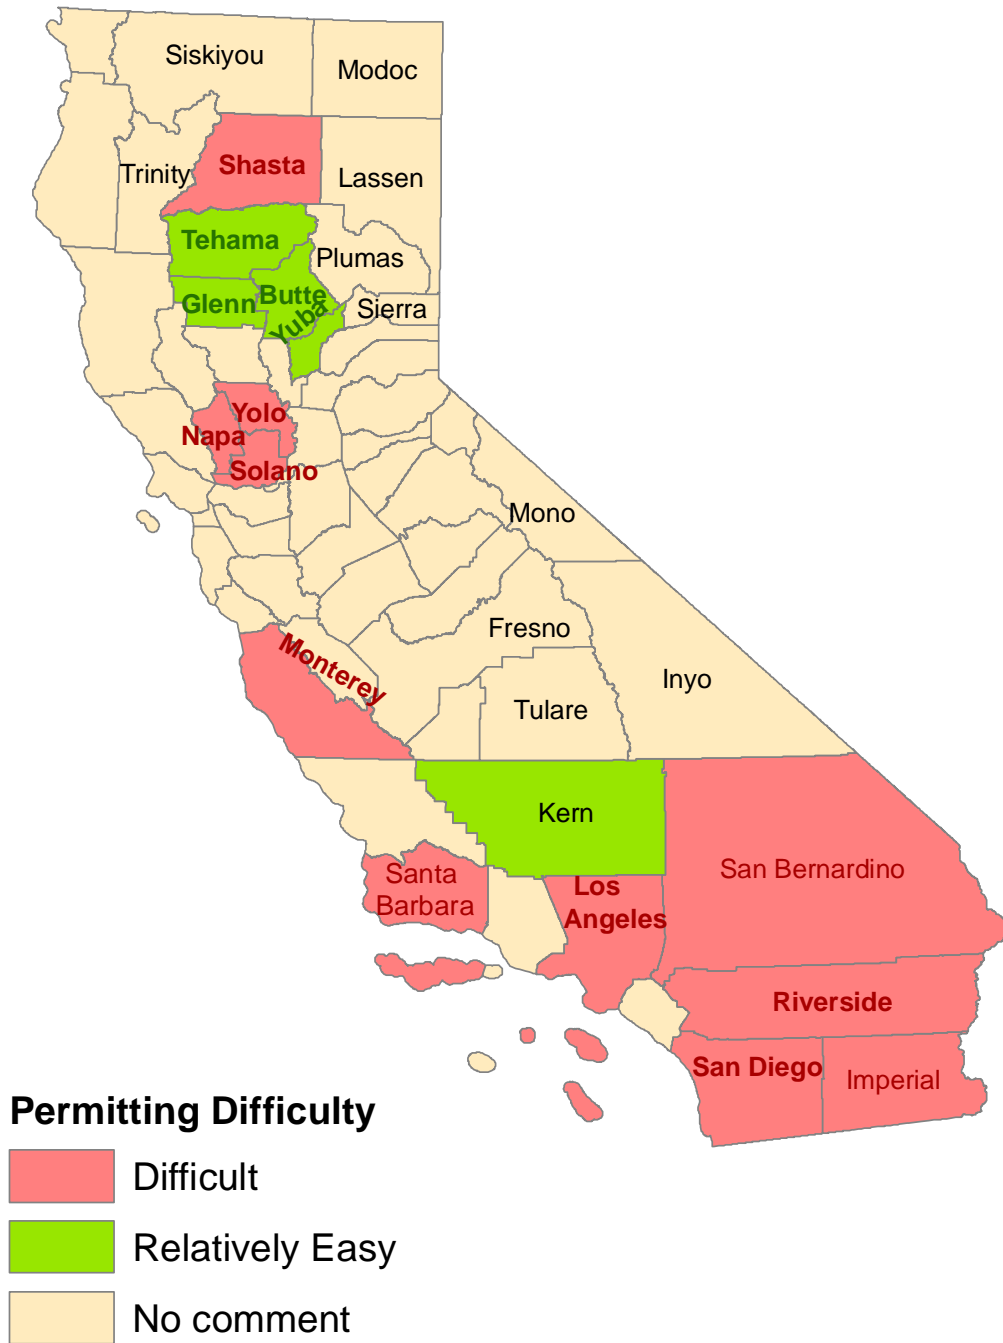 Siskiyou
Modoc
Trinity
Shasta
Lassen
Tehama
Plumas
Glenn
Butte
Yuba
Sierra
Yolo
Napa
Solano
Mono
Monterey
Fresno
Inyo
Tulare
Kern
Santa
Barbara
Los
Angeles
San Bernardino
Riverside
San Diego
Imperial
Permitting Difficulty
Difficult
Relatively Easy
No comment